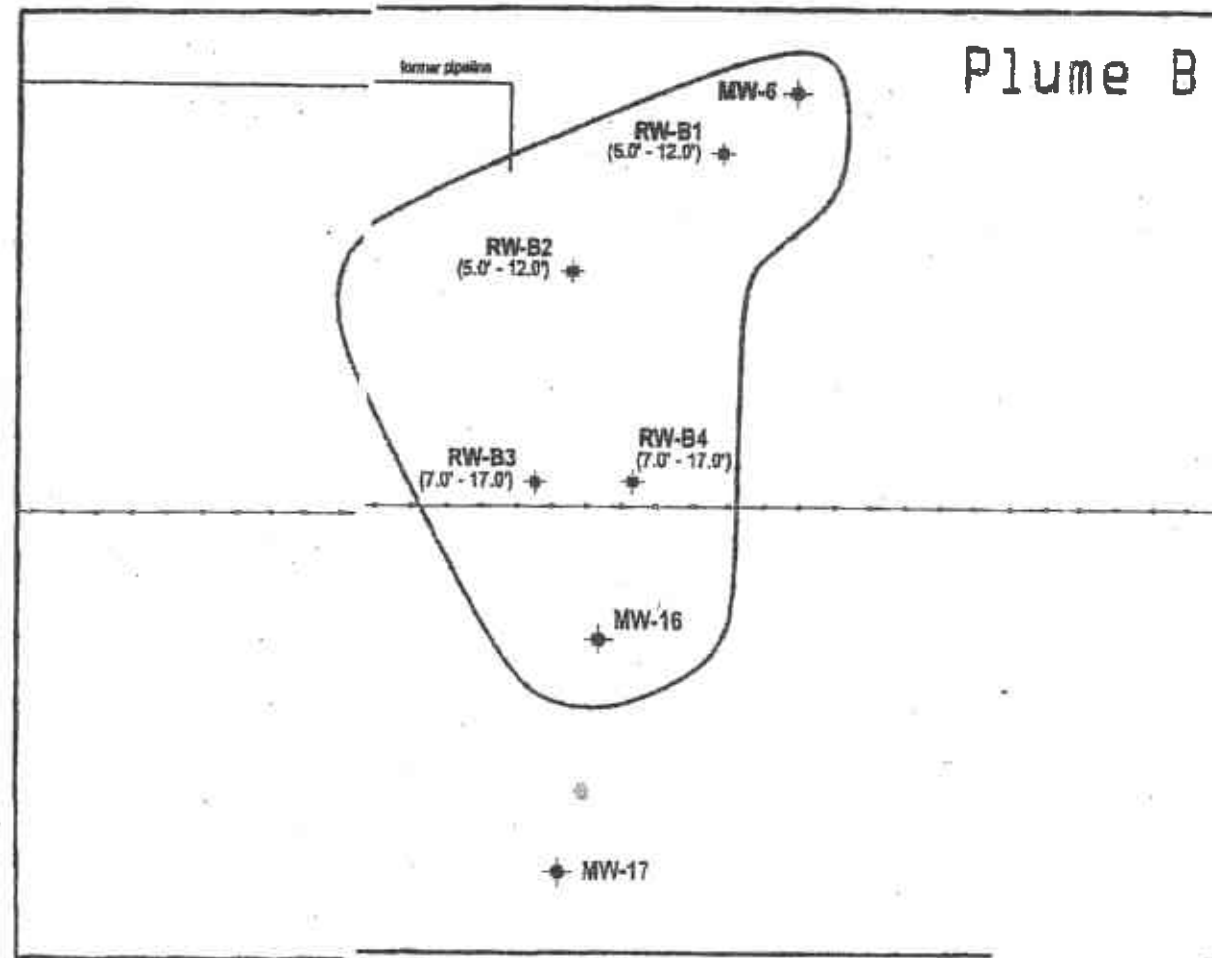 Plume B
former pipeline
MW-6
RW-B1
(5.0' - 12.0')
RW-B2
(5.0' - 12.0')
RW-B3
(7.0' - 17.0')
RW-B4
(7.0' - 17.0')
MW-16
MW-17